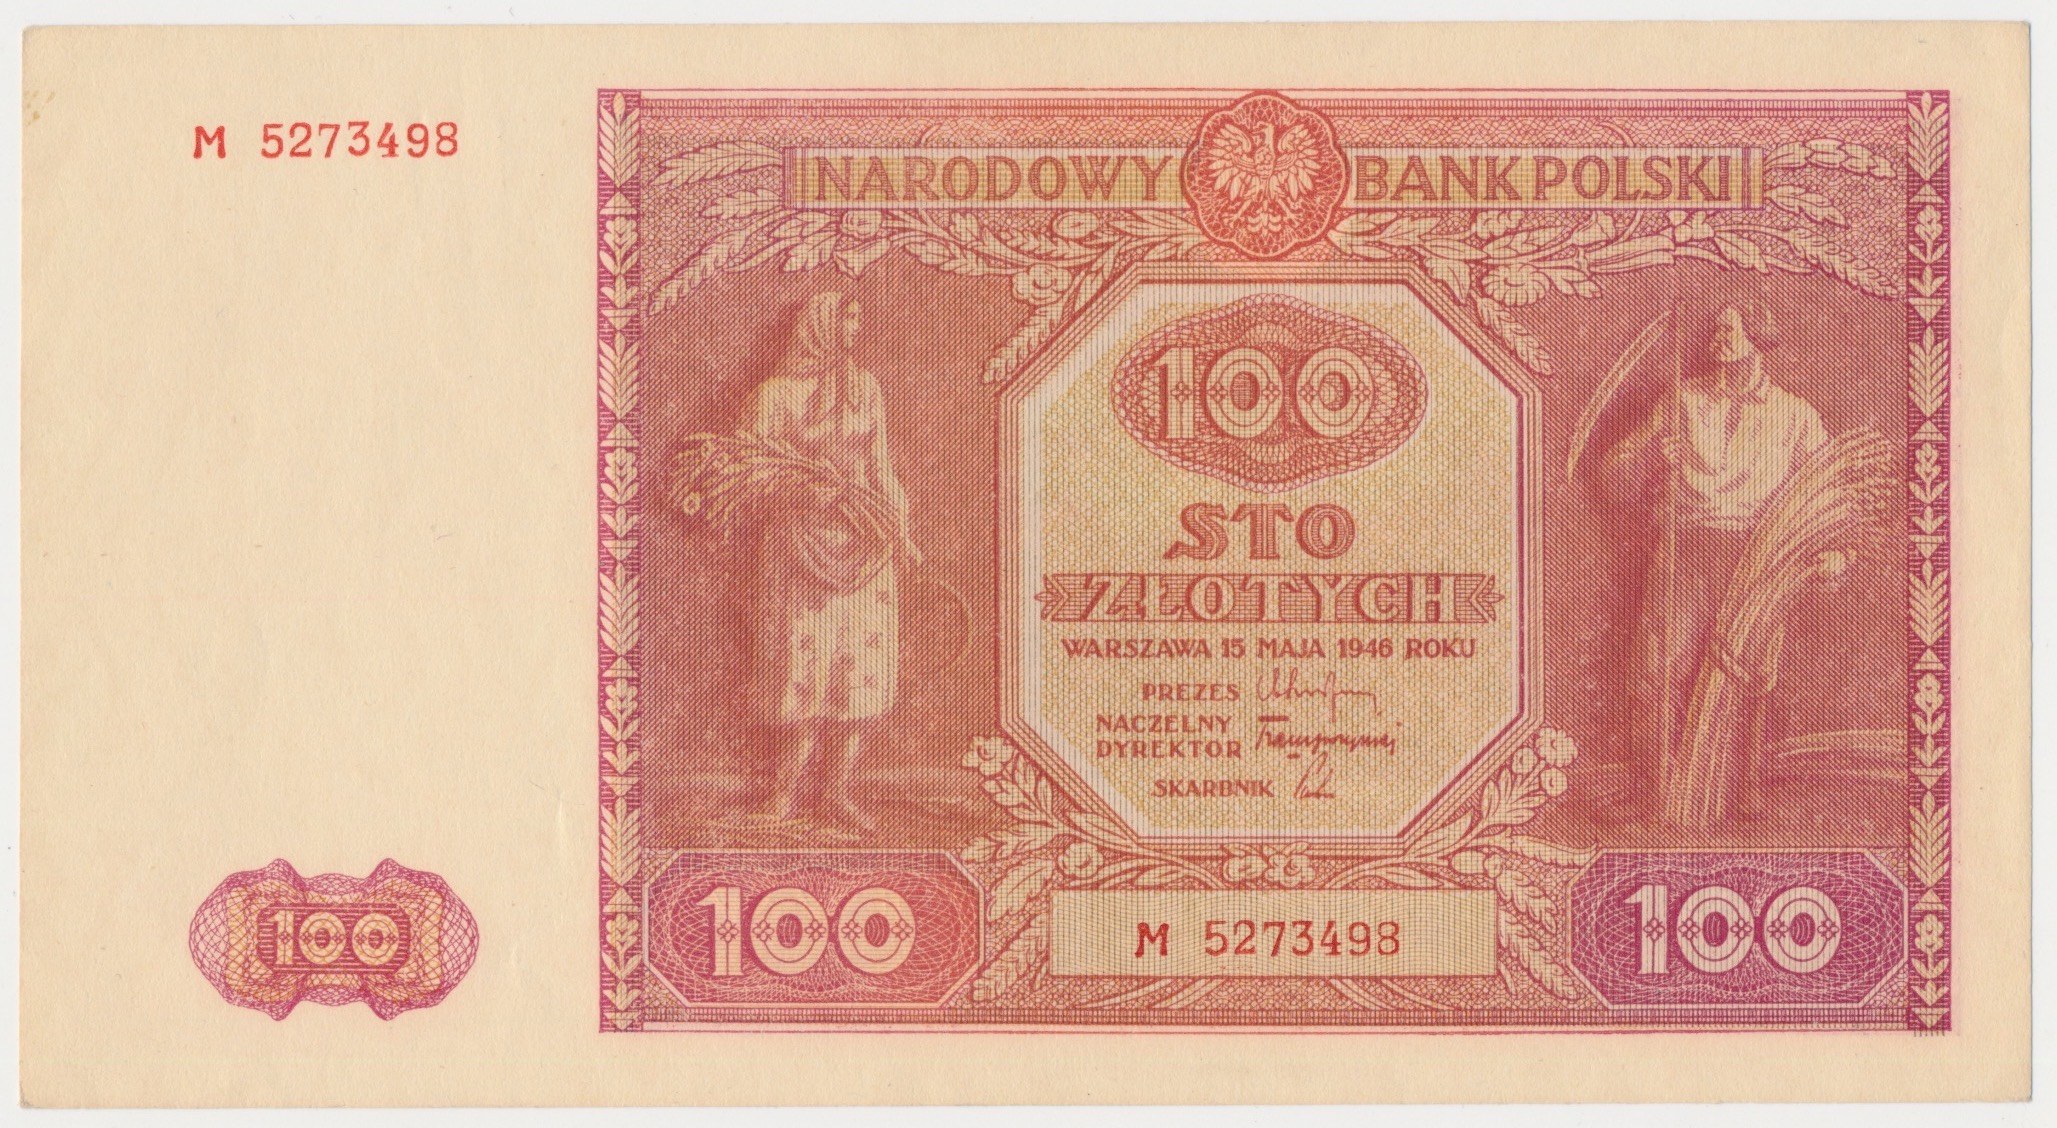 M 5273498
NARODOWY BANK POLSKI
100
STO
ZŁOTYCH
WARSZAWA 15 MAJA 1946 ROKU
PREZES
NACZELNY
DYREKTOR
SKARBNIK
100
100
M 5273498
100